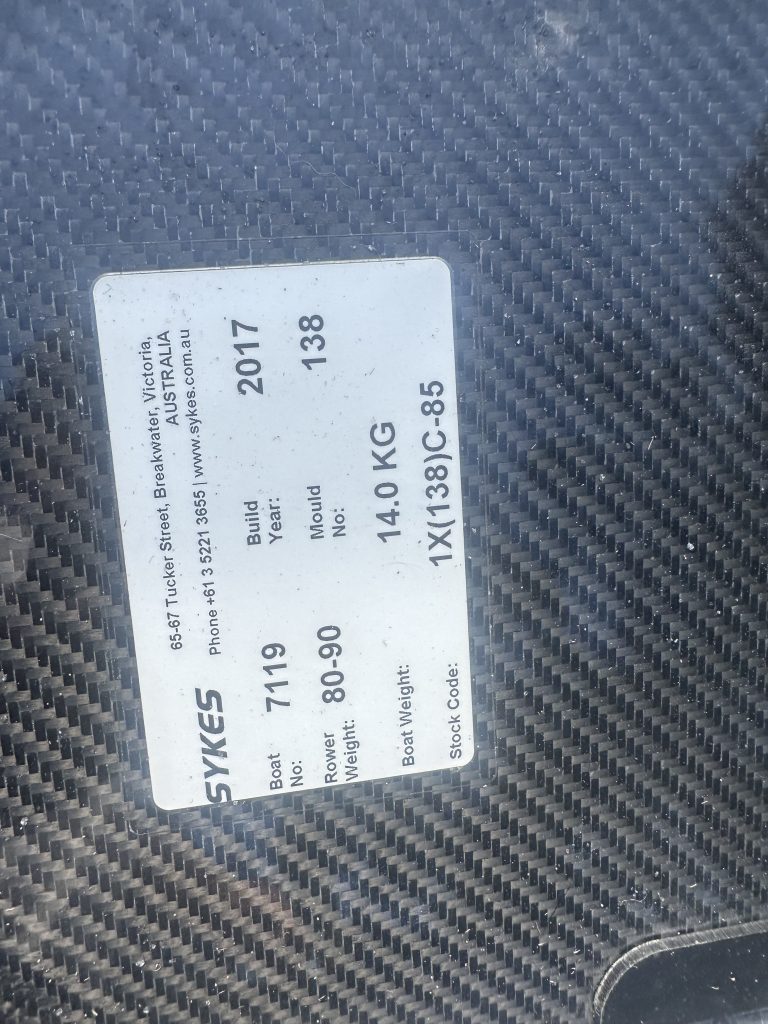 SYKES
65-67 Tucker Street, Breakwater, Victoria,
AUSTRALIA
Phone +61 3 5221 3655 | www.sykes.com.au
Boat No: 7119 Build Year: 2017
Rower Weight: 80-90 Mould No: 138
Boat Weight: 14.0 KG
Stock Code: 1X(138)C-85